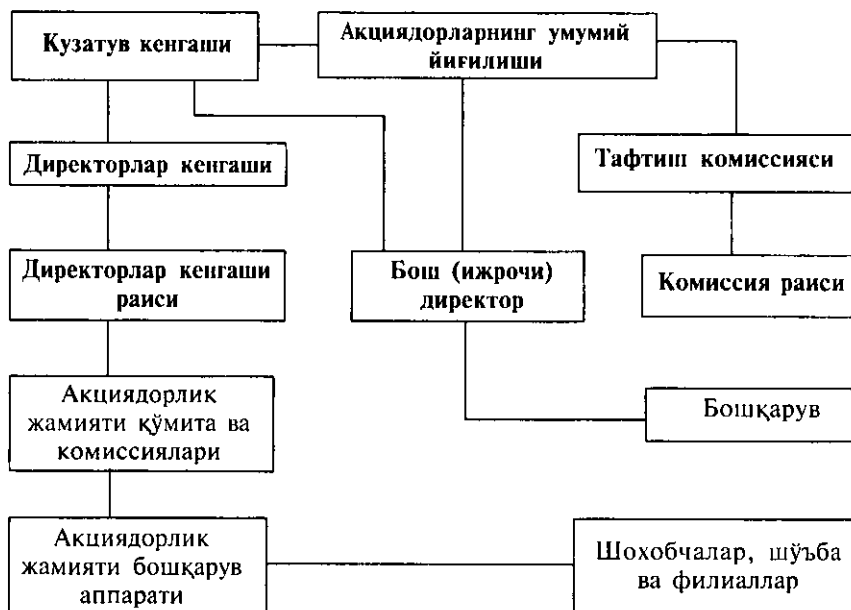 Кузатув кенгаши
Акциядорларнинг умумий
йиғилиши
Директорлар кенгаши
Тафтиш комиссияси
Директорлар кенгаши
раиси
Бош (ижрочи)
директор
Комиссия раиси
Акциядорлик
жамияти қўмита ва
комиссиялари
Бошқарув
Акциядорлик
жамияти бошқарув
аппарати
Шохобчалар, шўъба
ва филиаллар